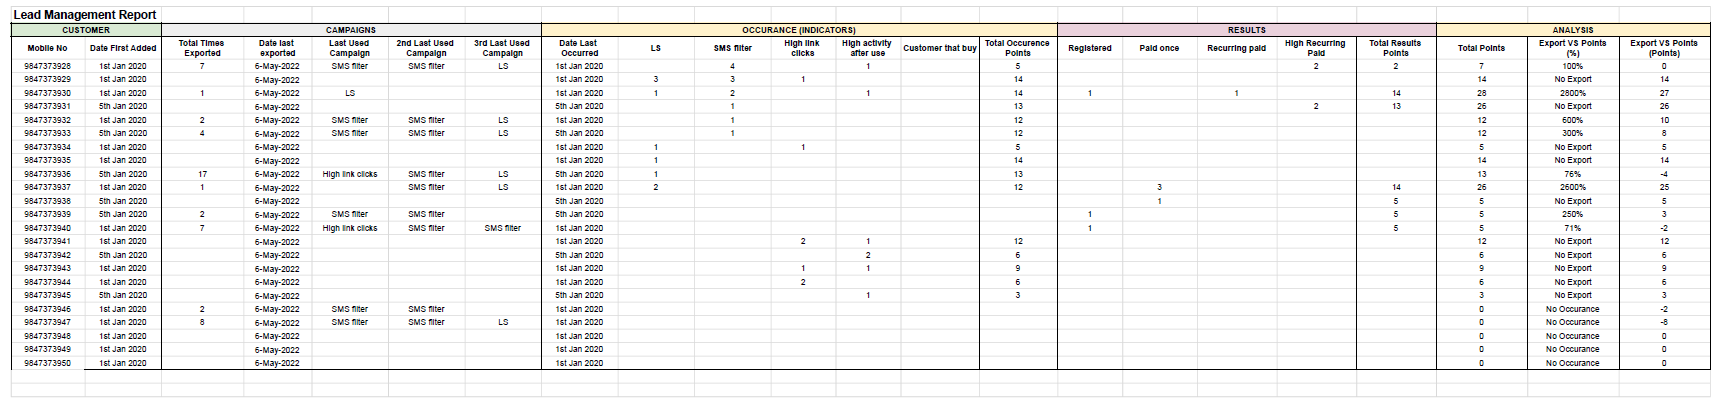 Lead Management Report
CUSTOMER CAMPAIGNS OCCURANCE (INDICATORS) RESULTS ANALYSIS
Mobile No Date First Added Total Times Exported Date last exported Last Used Campaign 2nd Last Used Campaign 3rd Last Used Campaign Date Last Occurred LS SMS filter High link clicks High activity after use Customer that buy Total Occurence Points Registered Paid once Recurring paid High Recurring Paid Total Results Points Total Points Export VS Points (%) Export VS Points (Points)
9847373928 1st Jan 2020 7 6-May-2022 SMS filter SMS filter LS 1st Jan 2020 4 1 5 2 2 7 100% 0
9847373929 1st Jan 2020 6-May-2022 1st Jan 2020 3 3 1 14 14 No Export 14
9847373930 1st Jan 2020 1 6-May-2022 LS 1st Jan 2020 1 2 1 14 1 1 14 28 2800% 27
9847373931 5th Jan 2020 6-May-2022 5th Jan 2020 1 13 2 13 26 No Export 26
9847373932 1st Jan 2020 2 6-May-2022 SMS filter SMS filter LS 1st Jan 2020 1 12 12 600% 10
9847373933 5th Jan 2020 4 6-May-2022 SMS filter SMS filter LS 5th Jan 2020 1 12 12 300% 8
9847373934 1st Jan 2020 6-May-2022 1st Jan 2020 1 1 5 5 No Export 5
9847373935 1st Jan 2020 6-May-2022 1st Jan 2020 1 14 14 No Export 14
9847373936 5th Jan 2020 17 6-May-2022 High link clicks SMS filter LS 5th Jan 2020 1 13 13 76% -4
9847373937 1st Jan 2020 1 6-May-2022 SMS filter LS 1st Jan 2020 2 12 3 14 26 2600% 25
9847373938 5th Jan 2020 6-May-2022 5th Jan 2020 1 5 5 No Export 5
9847373939 5th Jan 2020 2 6-May-2022 SMS filter SMS filter 5th Jan 2020 1 5 5 250% 3
9847373940 1st Jan 2020 7 6-May-2022 High link clicks SMS filter SMS filter 1st Jan 2020 1 5 5 71% -2
9847373941 1st Jan 2020 6-May-2022 1st Jan 2020 2 1 12 12 No Export 12
9847373942 5th Jan 2020 6-May-2022 5th Jan 2020 2 6 6 No Export 6
9847373943 1st Jan 2020 6-May-2022 1st Jan 2020 1 1 9 9 No Export 9
9847373944 1st Jan 2020 6-May-2022 1st Jan 2020 2 6 6 No Export 6
9847373945 5th Jan 2020 6-May-2022 5th Jan 2020 1 3 3 No Export 3
9847373946 1st Jan 2020 2 6-May-2022 SMS filter SMS filter 1st Jan 2020 0 No Occurance -2
9847373947 1st Jan 2020 8 6-May-2022 SMS filter SMS filter LS 1st Jan 2020 0 No Occurance -8
9847373948 1st Jan 2020 6-May-2022 1st Jan 2020 0 No Occurance 0
9847373949 1st Jan 2020 6-May-2022 1st Jan 2020 0 No Occurance 0
9847373950 1st Jan 2020 6-May-2022 1st Jan 2020 0 No Occurance 0